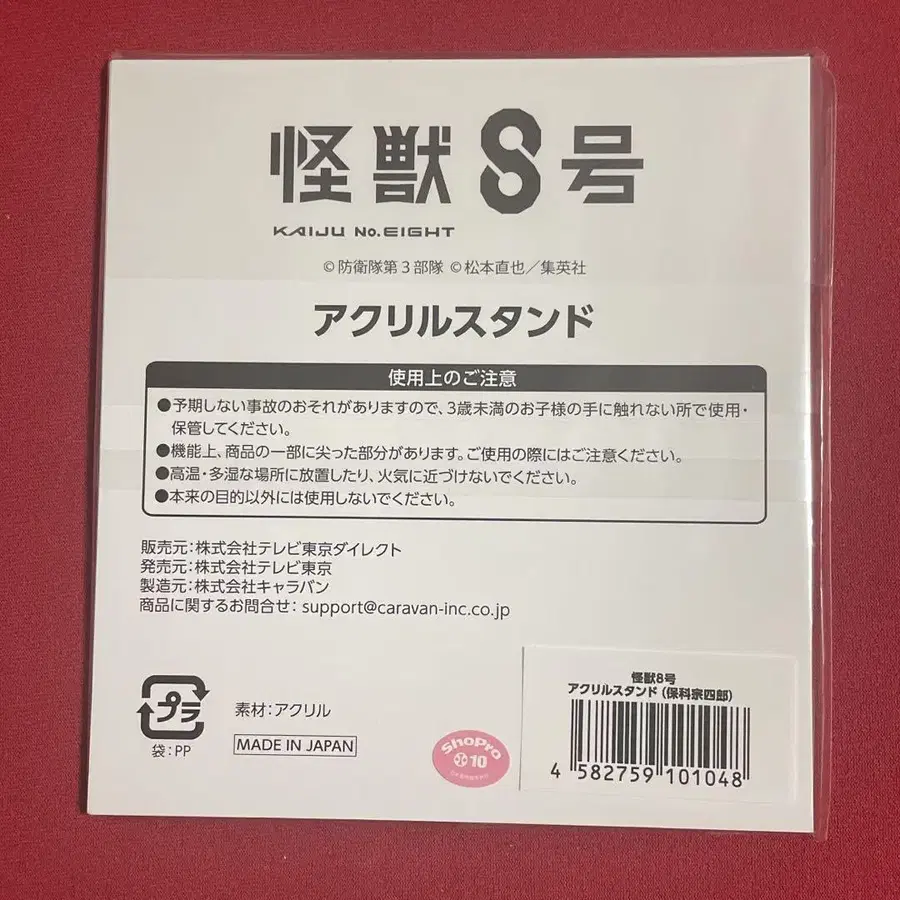 怪獣8号
KAIJU No.EIGHT
©防衛隊第3部隊 ©松本直也/集英社
アクリルスタンド
使用上のご注意
●予期しない事故のおそれがありますので、3歳未満のお子様の手に触れない所で使用・
保管してください。
●機能上、商品の一部に尖った部分があります。ご使用の際にはご注意ください。
●高温・多湿な場所に放置したり、火気に近づけないでください。
●本来の目的以外には使用しないでください。
販売元:株式会社テレビ東京ダイレクト
発売元:株式会社テレビ東京
製造元:株式会社キャラバン
商品に関するお問合せ: support@caravan-inc.co.jp
プラ
袋:PP
素材:アクリル
MADE IN JAPAN
ShoPro
10
怪獣8号
アクリルスタンド(保科宗四郎)
4 582759 101048